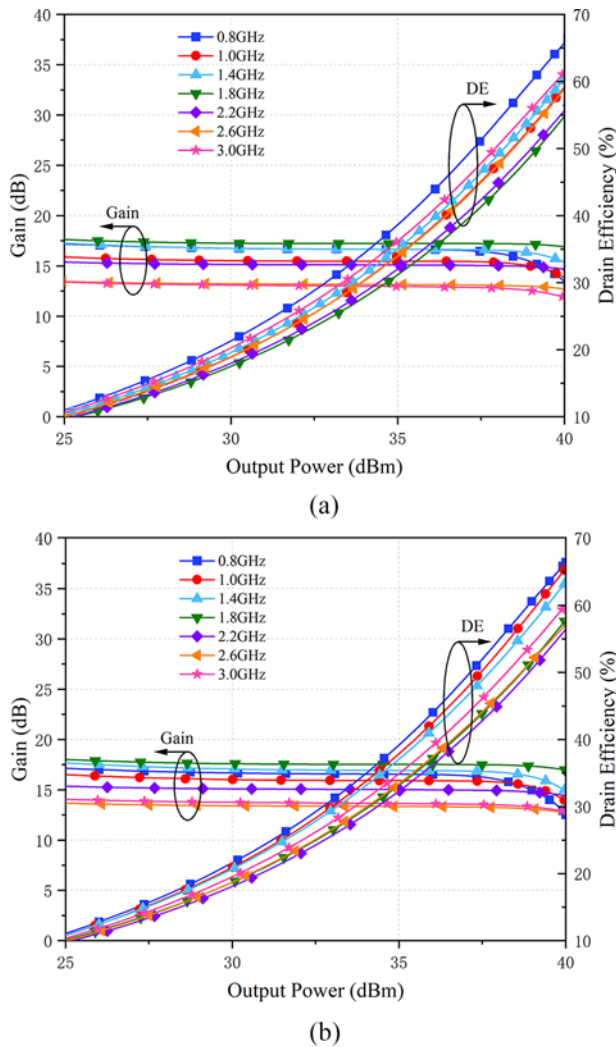 40
35
30
25
20
15
10
5
0
Gain (dB)
70
60
50
40
30
20
10
Drain Efficiency (%)
0.8GHz
1.0GHz
1.4GHz
1.8GHz
2.2GHz
2.6GHz
3.0GHz
DE
Gain
25
30
35
40
Output Power (dBm)
(a)
40
35
30
25
20
15
10
5
0
Gain (dB)
70
60
50
40
30
20
10
Drain Efficiency (%)
0.8GHz
1.0GHz
1.4GHz
1.8GHz
2.2GHz
2.6GHz
3.0GHz
DE
Gain
25
30
35
40
Output Power (dBm)
(b)